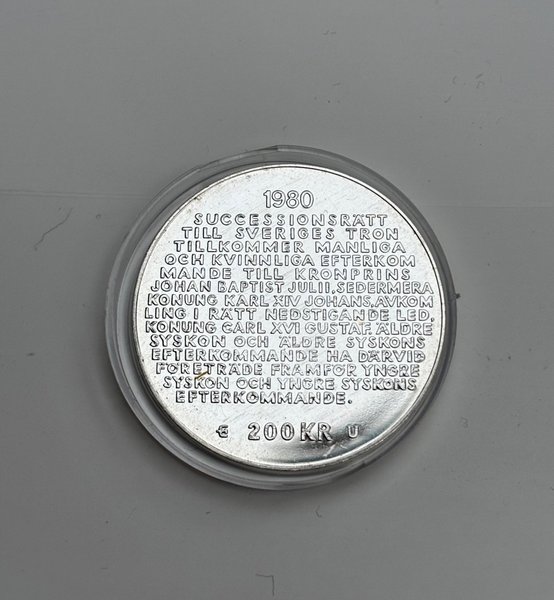 1980
SUCCESSIONSRÄTT
TILL SVERIGES TRON
TILLKOMMER MANLIGA
OCH KVINNLIGA EFTERKOM
MANDE TILL KRONPRINS
JOHAN BAPTIST JULII, SEDERMERA
KONUNG KARL XIV JOHANS, AVKOM
LING I RÄTT NEDSTIGANDE LED,
KONUNG CARL XVI GUSTAF. ÄLDRE
SYSKON OCH ÄLDRE SYSKONS
EFTERKOMMANDE HA DÄRVID
FÖRETRÄDE FRAMFÖR YNGRE
SYSKON OCH YNGRE SYSKONS
EFTERKOMMANDE.
200 KR U